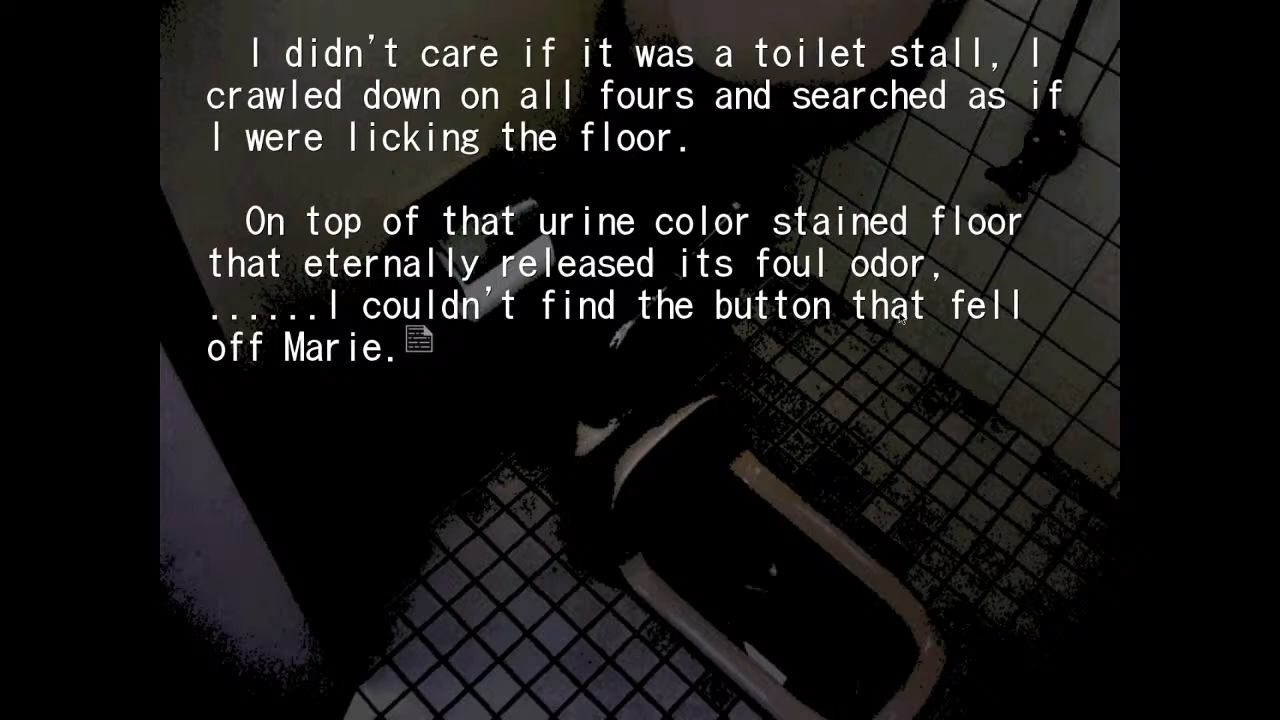 I didn't care if it was a toilet stall, I
crawled down on all fours and searched as if
I were licking the floor.
On top of that urine color stained floor
that eternally released its foul odor,
......I couldn't find the button that fell
off Marie.